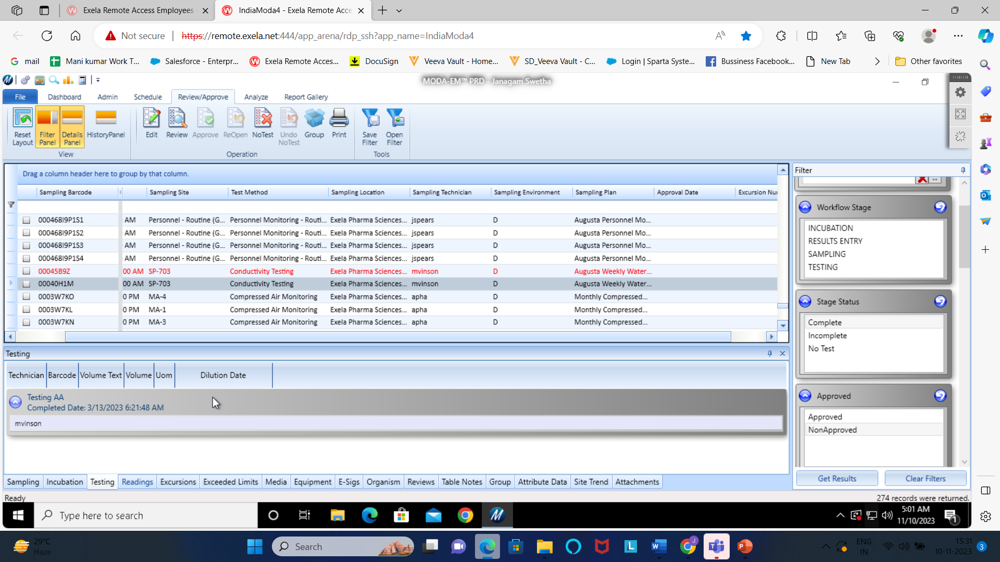 Exela Remote Access Employees
IndiaModa4 - Exela Remote Acce
Not secure
https://remote.exela.net:444/app_arena/rdp_ssh?app_name=IndiaModa4
mail
Mani kumar Work T...
Salesforce - Enterpr...
Exela Remote Acces...
DocuSign
Veeva Vault - Home...
SD_Veeva Vault - C...
Login | Sparta Syste...
Bussiness Facebook...
New Tab
Other favorites
MODA-EM™ PRD - Janagam Swetha
File Dashboard Admin Schedule Review/Approve Analyze Report Gallery
Reset Layout
Filter Panel
Details Panel
HistoryPanel
Edit
Review
Approve
ReOpen
NoTest
Undo NoTest
Group
Print
Save Filter
Open Filter
View
Operation
Tools
Drag a column header here to group by that column.
Sampling Barcode Sampling Site Test Method Sampling Location Sampling Technician Sampling Environment Sampling Plan Approval Date Excursion Nu
000468I9P1S1 AM Personnel - Routine (G... Personnel Monitoring - Routi... Exela Pharma Sciences... jspears D Augusta Personnel Mo...
000468I9P1S2 AM Personnel - Routine (G... Personnel Monitoring - Routi... Exela Pharma Sciences... jspears D Augusta Personnel Mo...
000468I9P1S3 AM Personnel - Routine (G... Personnel Monitoring - Routi... Exela Pharma Sciences... jspears D Augusta Personnel Mo...
000468I9P1S4 AM Personnel - Routine (G... Personnel Monitoring - Routi... Exela Pharma Sciences... jspears D Augusta Personnel Mo...
00045B9Z 00 AM SP-703 Conductivity Testing Exela Pharma Sciences... mvinson D Augusta Weekly Water...
00040H1M 00 AM SP-703 Conductivity Testing Exela Pharma Sciences... mvinson D Augusta Weekly Water...
0003W7KO 0 PM MA-4 Compressed Air Monitoring Exela Pharma Sciences... apha D Monthly Compressed...
0003W7KL 0 PM MA-1 Compressed Air Monitoring Exela Pharma Sciences... apha D Monthly Compressed...
0003W7KN 0 PM MA-3 Compressed Air Monitoring Exela Pharma Sciences... apha D Monthly Compressed...
Filter
Workflow Stage
INCUBATION
RESULTS ENTRY
SAMPLING
TESTING
Stage Status
Complete
Incomplete
No Test
Approved
Approved
NonApproved
Get Results Clear Filters
Testing
Technician Barcode Volume Text Volume Uom Dilution Date
Testing AA
Completed Date: 3/13/2023 6:21:48 AM
mvinson
Sampling Incubation Testing Readings Excursions Exceeded Limits Media Equipment E-Sigs Organism Reviews Table Notes Group Attribute Data Site Trend Attachments
Ready
274 records were returned.
Type here to search
5:01 AM
11/10/2023
1
29°C
Haze
Search
ENG
IN
15:31
10-11-2023
3